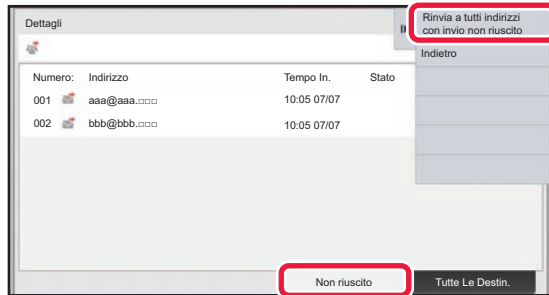 Dettagli
Rinvia a tutti indirizzi
con invio non riuscito
Indietro
Numero: Indirizzo Tempo In. Stato
001 aaa@aaa.□□□ 10:05 07/07
002 bbb@bbb.□□□ 10:05 07/07
Non riuscito Tutte Le Destin.